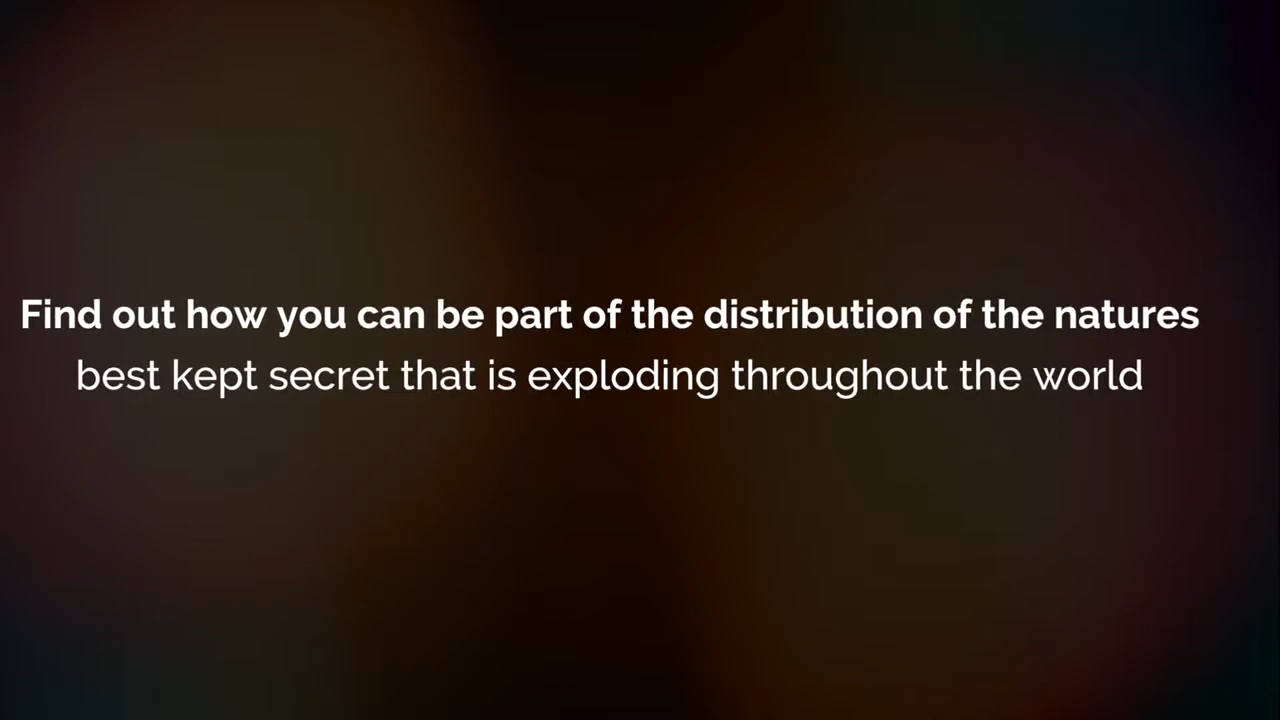 Find out how you can be part of the distribution of the natures
best kept secret that is exploding throughout the world